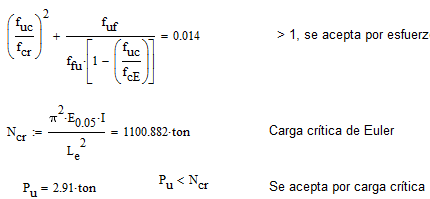 (f_uc / f_cr)^2 + f_uf / (f_fu·[1 − (f_uc / f_cE)]) = 0.014 > 1, se acepta por esfuerz
N_cr := π^2·E_0.05·I / L_e^2 = 1100.882·ton Carga crítica de Euler
P_u = 2.91·ton P_u < N_cr Se acepta por carga crítica